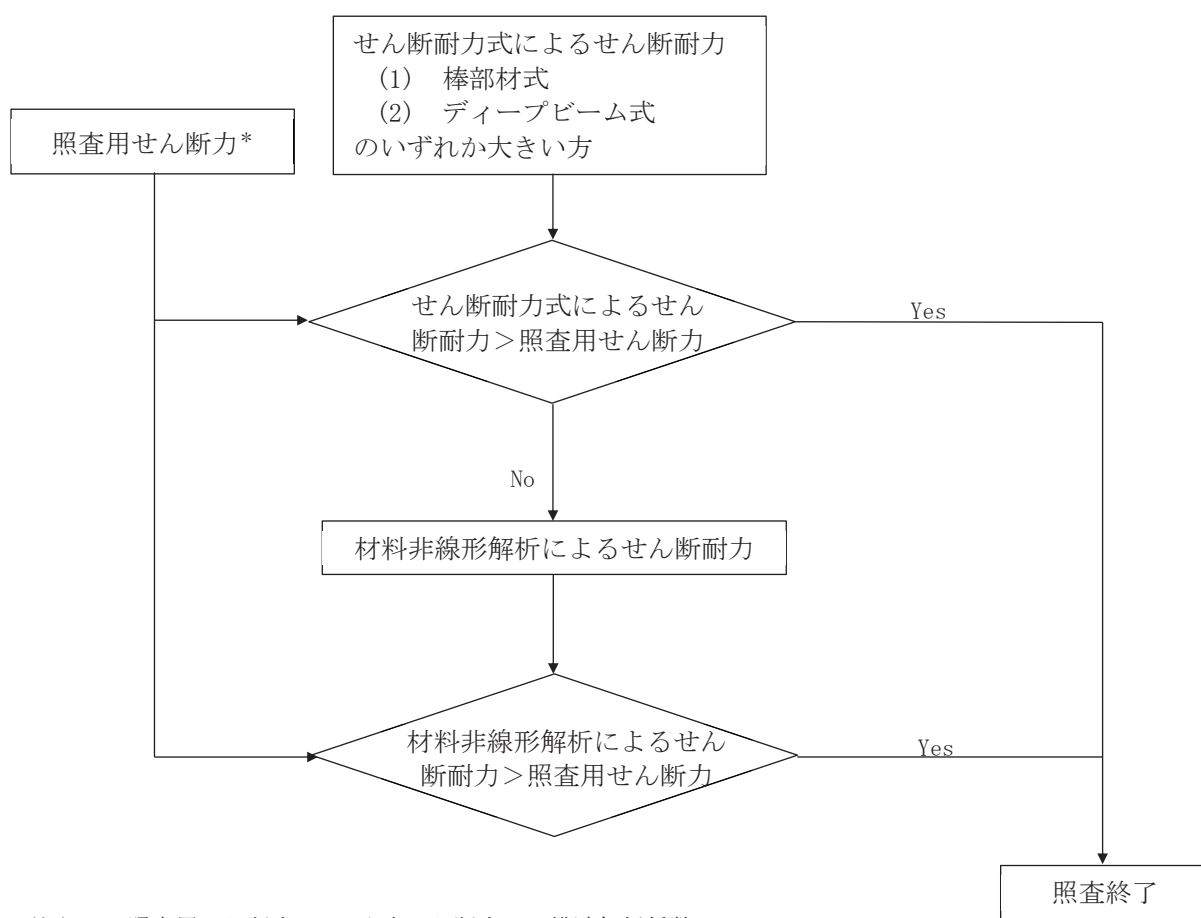 せん断耐力式によるせん断耐力
(1) 棒部材式
(2) ディープビーム式
のいずれか大きい方
照査用せん断力*
せん断耐力式によるせん
断耐力＞照査用せん断力
Yes
No
材料非線形解析によるせん断耐力
材料非線形解析によるせん
断耐力＞照査用せん断力
Yes
照査終了